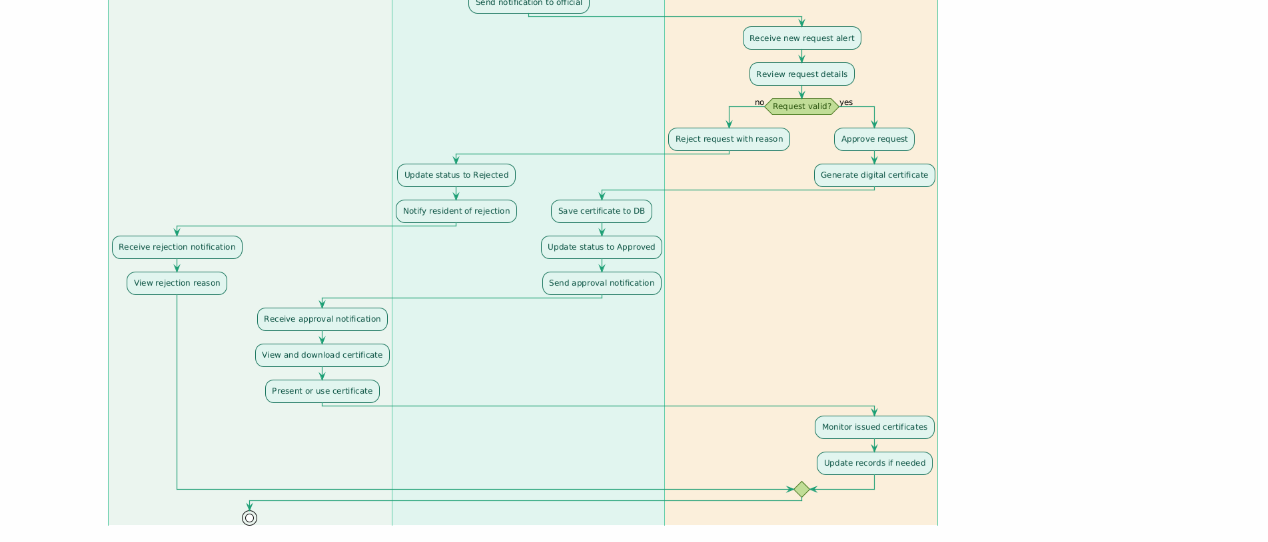 Send notification to official
Receive new request alert
Review request details
no
Request valid?
yes
Reject request with reason
Approve request
Update status to Rejected
Generate digital certificate
Notify resident of rejection
Save certificate to DB
Receive rejection notification
Update status to Approved
View rejection reason
Send approval notification
Receive approval notification
View and download certificate
Present or use certificate
Monitor issued certificates
Update records if needed